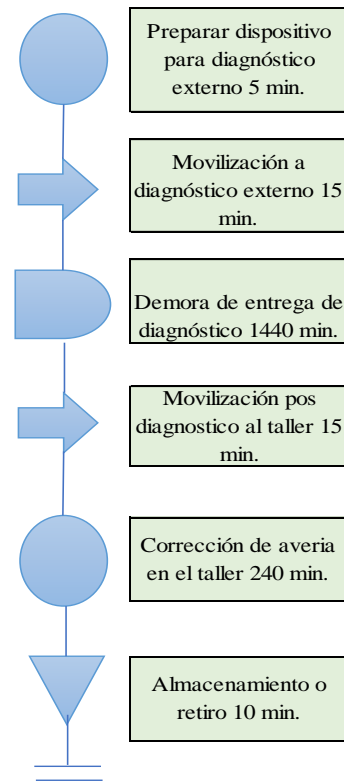 Preparar dispositivo
para diagnóstico
externo 5 min.
Movilización a
diagnóstico externo 15
min.
Demora de entrega de
diagnóstico 1440 min.
Movilización pos
diagnostico al taller 15
min.
Corrección de averia
en el taller 240 min.
Almacenamiento o
retiro 10 min.